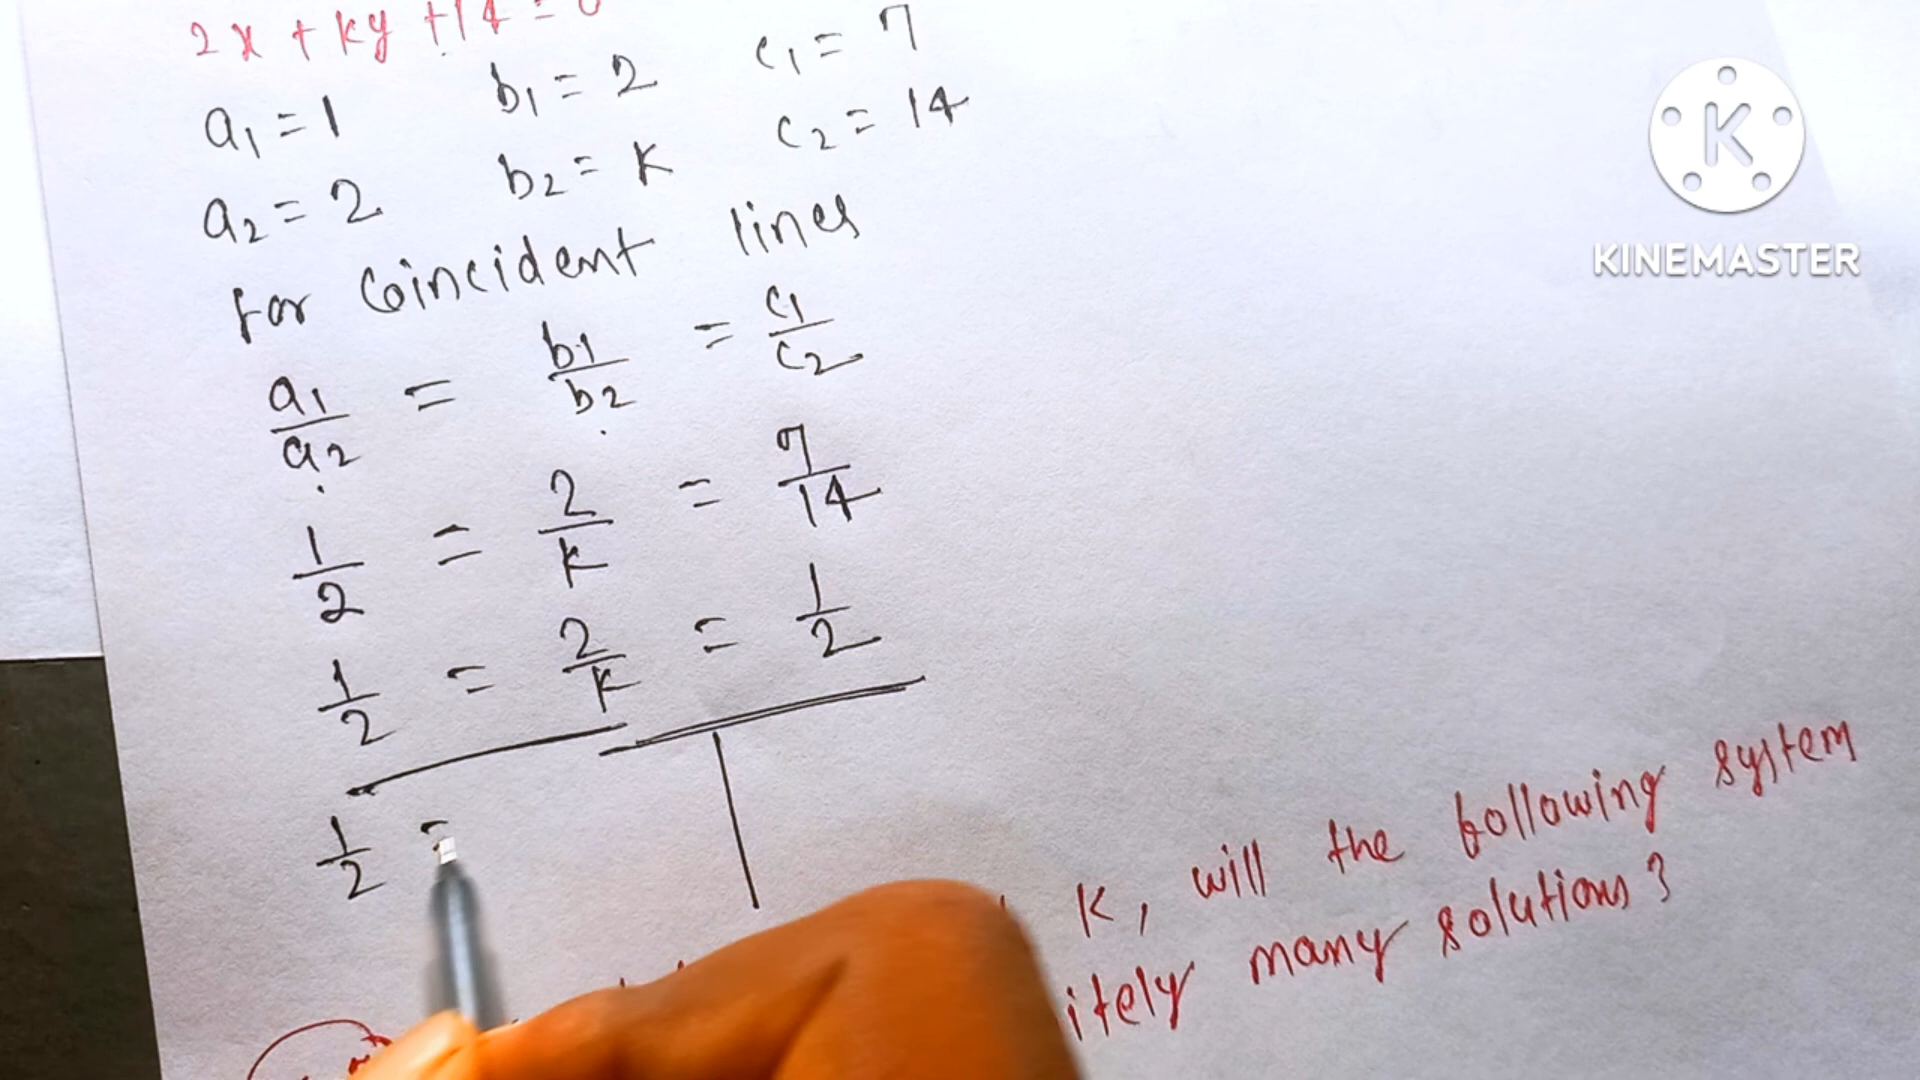 2x + ky + 14 = 0
a1 = 1 b1 = 2 c1 = 7
a2 = 2 b2 = k c2 = 14
For Coincident lines
a1/a2 = b1/b2 = c1/c2
1/2 = 2/k = 7/14
1/2 = 2/k = 1/2
1/2 =
K, will the following system
itely many solutions?
K
KINEMASTER